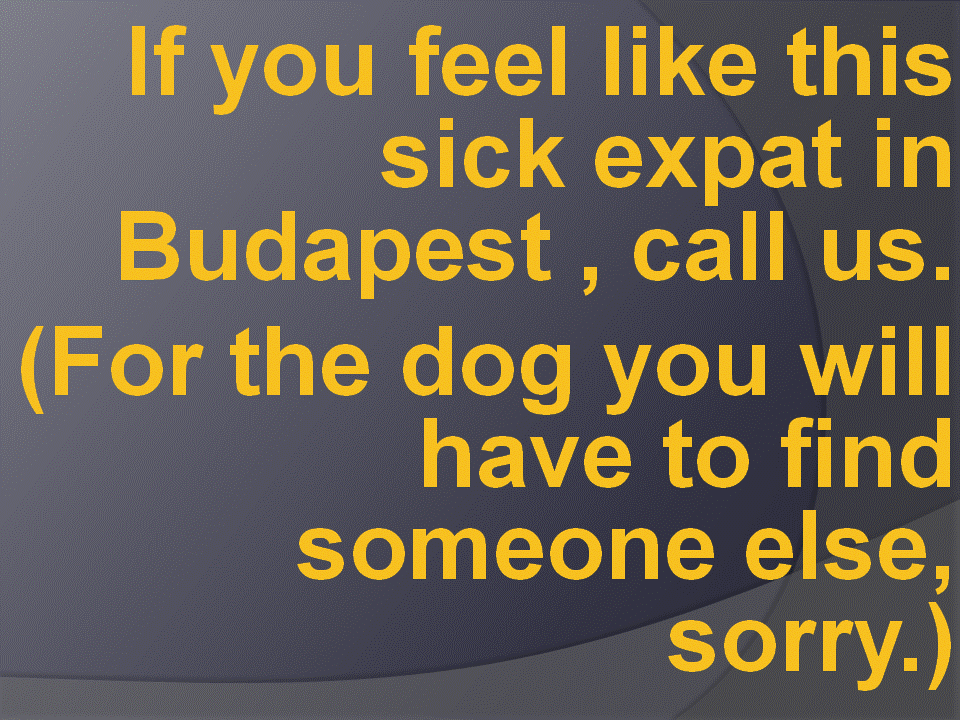 If you feel like this
sick expat in
Budapest , call us.
(For the dog you will
have to find
someone else,
sorry.)